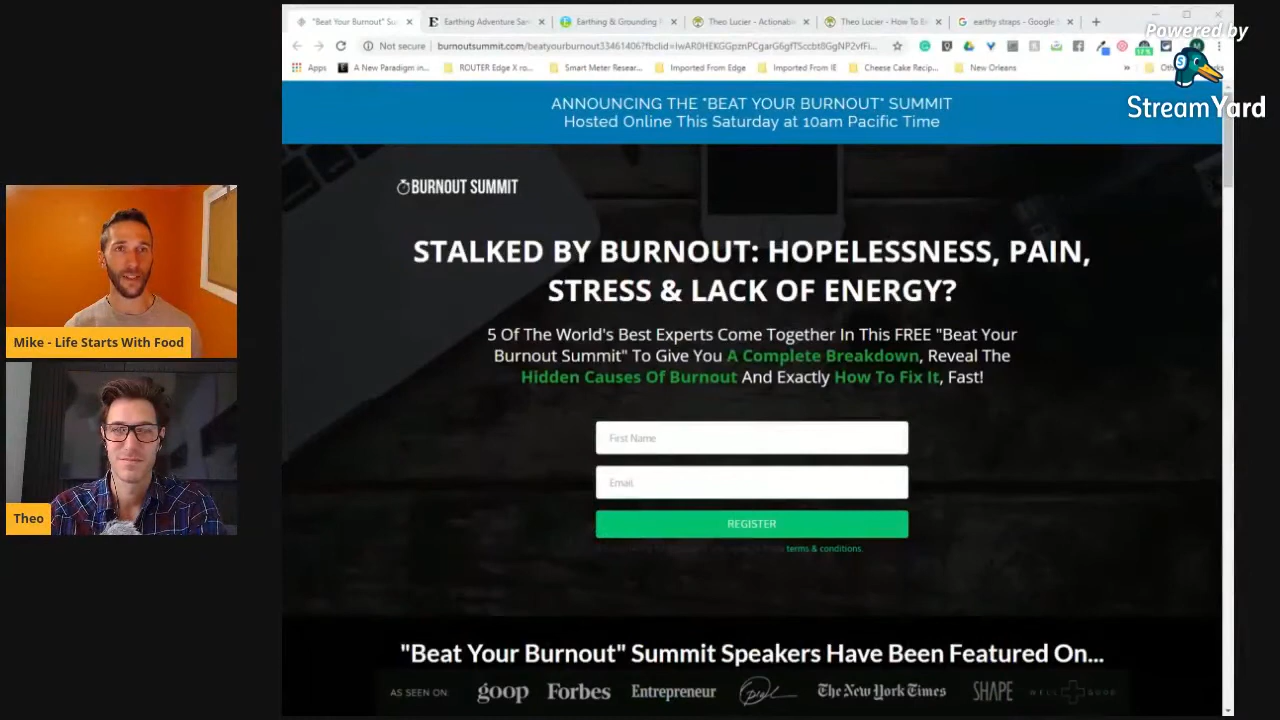 "Beat Your Burnout" Su
Earthing Adventure San
Earthing & Grounding
Theo Lucier - Actionab
Theo Lucier - How To B
earthy straps - Google
Powered by
StreamYard
Not secure
Apps
A New Paradigm in...
ROUTER Edge X ro...
Smart Meter Resear...
Imported From Edge
Imported From IE
Cheese Cake Recip...
New Orleans
ANNOUNCING THE "BEAT YOUR BURNOUT" SUMMIT
Hosted Online This Saturday at 10am Pacific Time
BURNOUT SUMMIT
STALKED BY BURNOUT: HOPELESSNESS, PAIN,
STRESS & LACK OF ENERGY?
5 Of The World's Best Experts Come Together In This FREE "Beat Your
Burnout Summit" To Give You A Complete Breakdown, Reveal The
Hidden Causes Of Burnout And Exactly How To Fix It, Fast!
First Name
Email
REGISTER
terms & conditions.
"Beat Your Burnout" Summit Speakers Have Been Featured On...
AS SEEN ON:
goop
Forbes
Entrepreneur
The New York Times
SHAPE
WELL+GOOD
Mike - Life Starts With Food
Theo